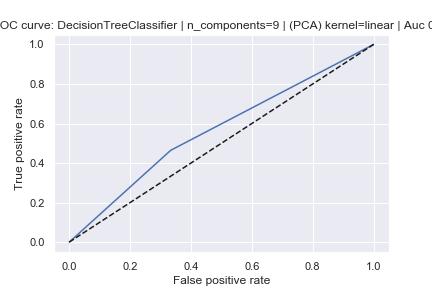 OC curve: DecisionTreeClassifier | n_components=9 | (PCA) kernel=linear | Auc 0
1.0
0.8
0.6
0.4
0.2
0.0
True positive rate
0.0 0.2 0.4 0.6 0.8 1.0
False positive rate